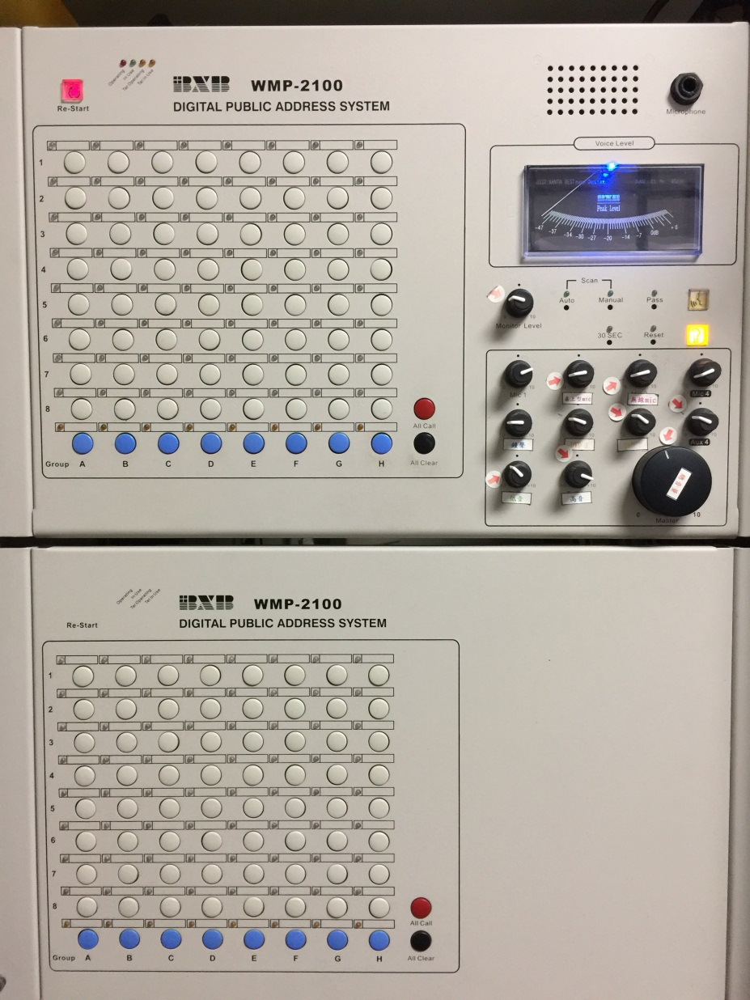 Operating
In Use
Tel Operating
Tel In Use
BXB WMP-2100
DIGITAL PUBLIC ADDRESS SYSTEM
Re-Start
Microphone
Voice Level
Peak Level
-47 -37 -34 -30 -27 -20 -14 -7 0dB +6
1
2
3
4
5
6
7
8
Scan
Auto Manual Pass
Monitor Level 10
30 SEC Reset
Mic 1
無線mic
Mic 4
鐘聲
Aux 4
低音
高音
0 10
Master
All Call
All Clear
Group A B C D E F G H
Operating
In Use
Tel Operating
Tel In Use
BXB WMP-2100
DIGITAL PUBLIC ADDRESS SYSTEM
Re-Start
1
2
3
4
5
6
7
8
All Call
All Clear
Group A B C D E F G H